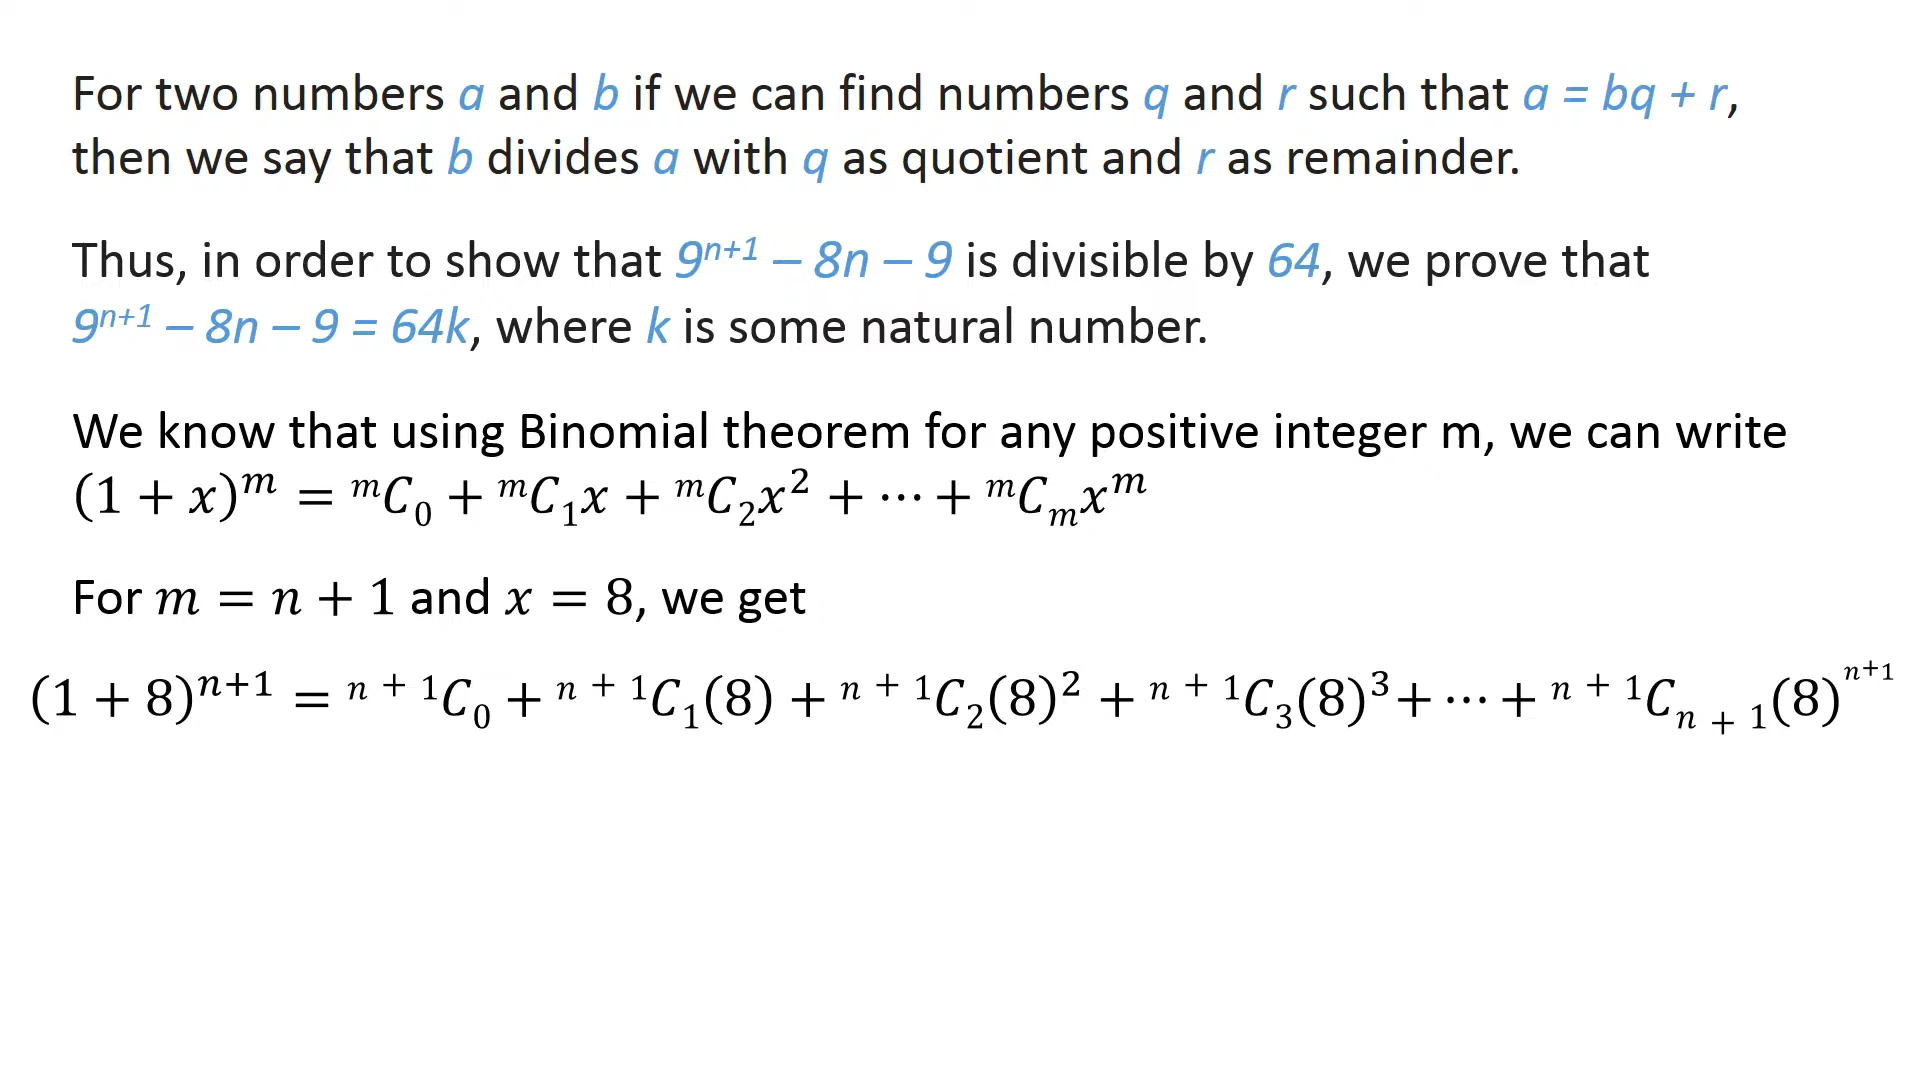 For two numbers a and b if we can find numbers q and r such that a = bq + r,
then we say that b divides a with q as quotient and r as remainder.
Thus, in order to show that 9ⁿ⁺¹ – 8n – 9 is divisible by 64, we prove that
9ⁿ⁺¹ – 8n – 9 = 64k, where k is some natural number.
We know that using Binomial theorem for any positive integer m, we can write
(1 + x)ᵐ = ᵐC₀ + ᵐC₁x + ᵐC₂x² + ⋯ + ᵐCₘxᵐ
For m = n + 1 and x = 8, we get
(1 + 8)ⁿ⁺¹ = ⁿ ⁺ ¹C₀ + ⁿ ⁺ ¹C₁(8) + ⁿ ⁺ ¹C₂(8)² + ⁿ ⁺ ¹C₃(8)³ + ⋯ + ⁿ ⁺ ¹Cₙ ₊ ₁(8)ⁿ⁺¹